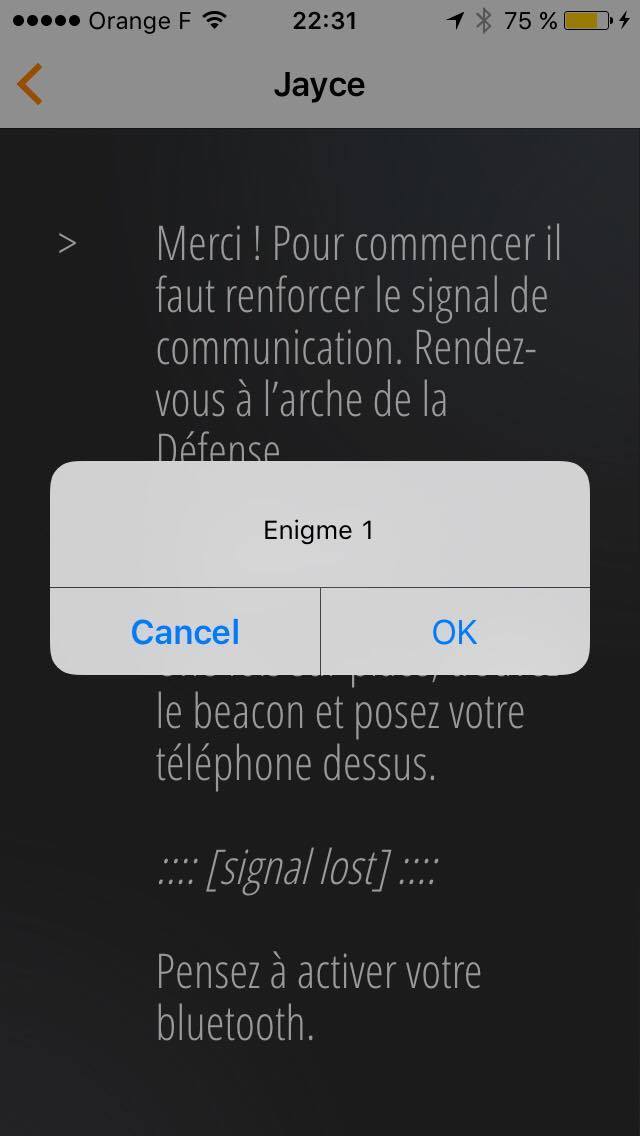 Orange F 22:31 75 %
Jayce
> Merci ! Pour commencer il
faut renforcer le signal de
communication. Rendez-
vous à l’arche de la
Défense
Enigme 1
Cancel OK
le beacon et posez votre
téléphone dessus.
:::: [signal lost] ::::
Pensez à activer votre
bluetooth.